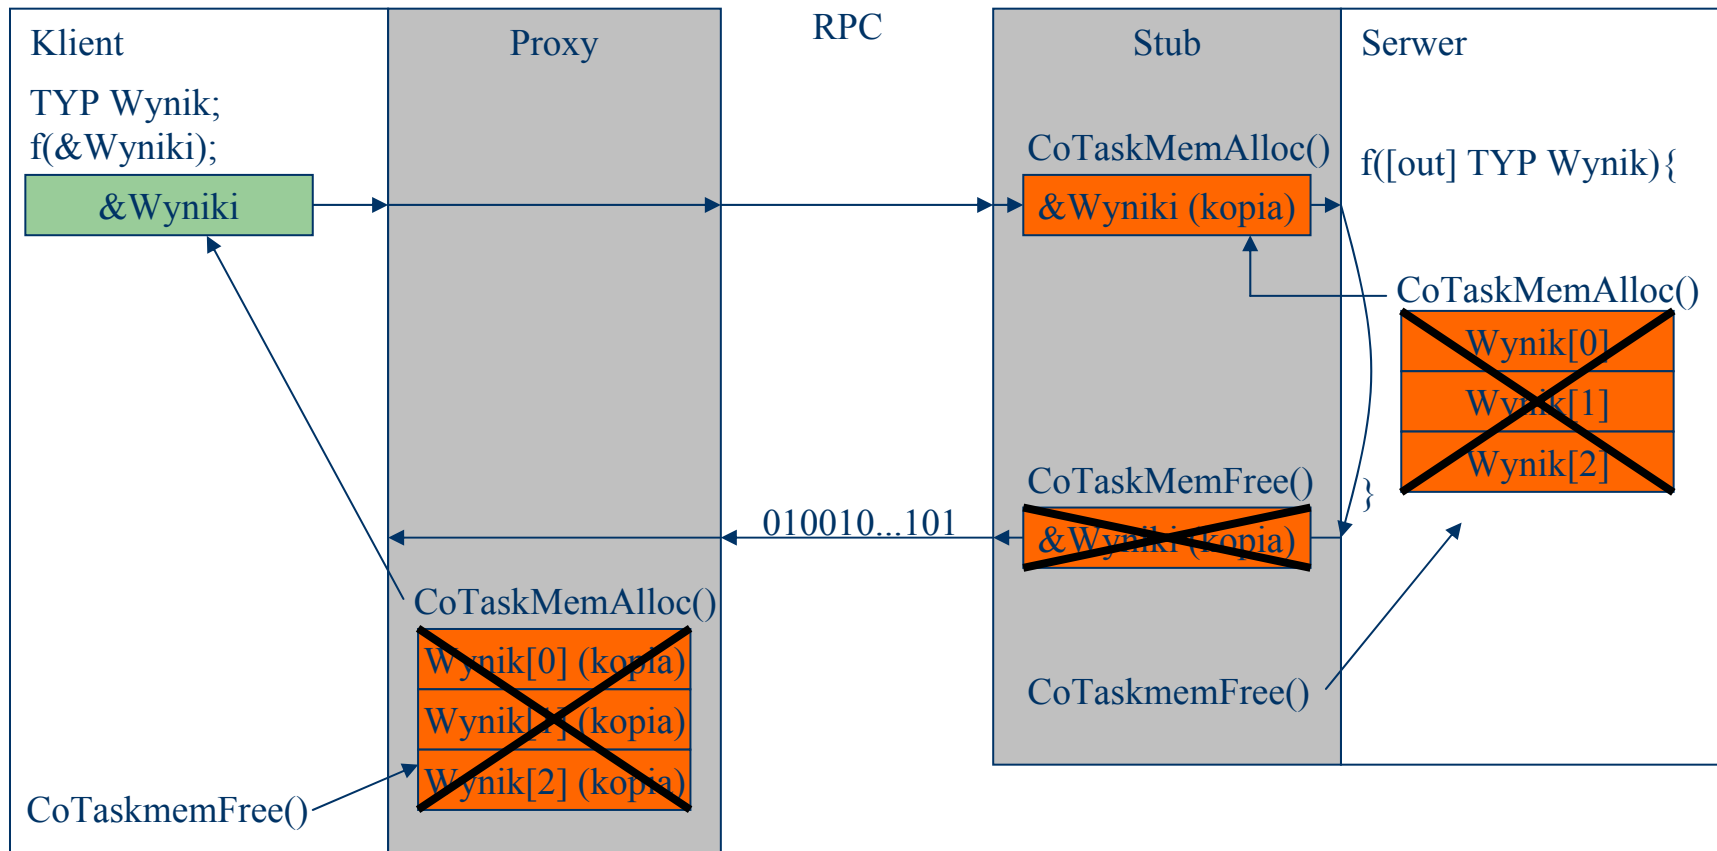 Klient
Proxy
RPC
Stub
Serwer
TYP Wynik;
f(&Wyniki);
&Wyniki
CoTaskMemAlloc()
&Wyniki (kopia)
f([out] TYP Wynik){
CoTaskMemAlloc()
Wynik[0]
Wynik[1]
Wynik[2]
}
CoTaskMemFree()
&Wyniki (kopia)
010010...101
CoTaskMemAlloc()
Wynik[0] (kopia)
Wynik[1] (kopia)
Wynik[2] (kopia)
CoTaskmemFree()
CoTaskmemFree()